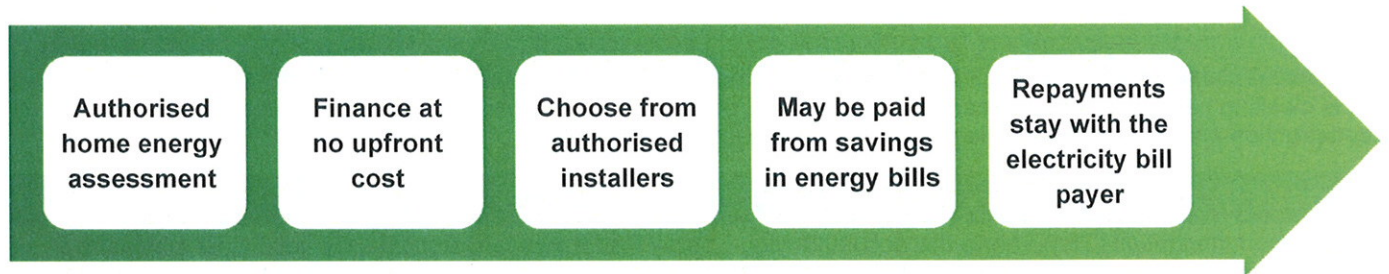 Authorised
home energy
assessment
Finance at
no upfront
cost
Choose from
authorised
installers
May be paid
from savings
in energy bills
Repayments
stay with the
electricity bill
payer